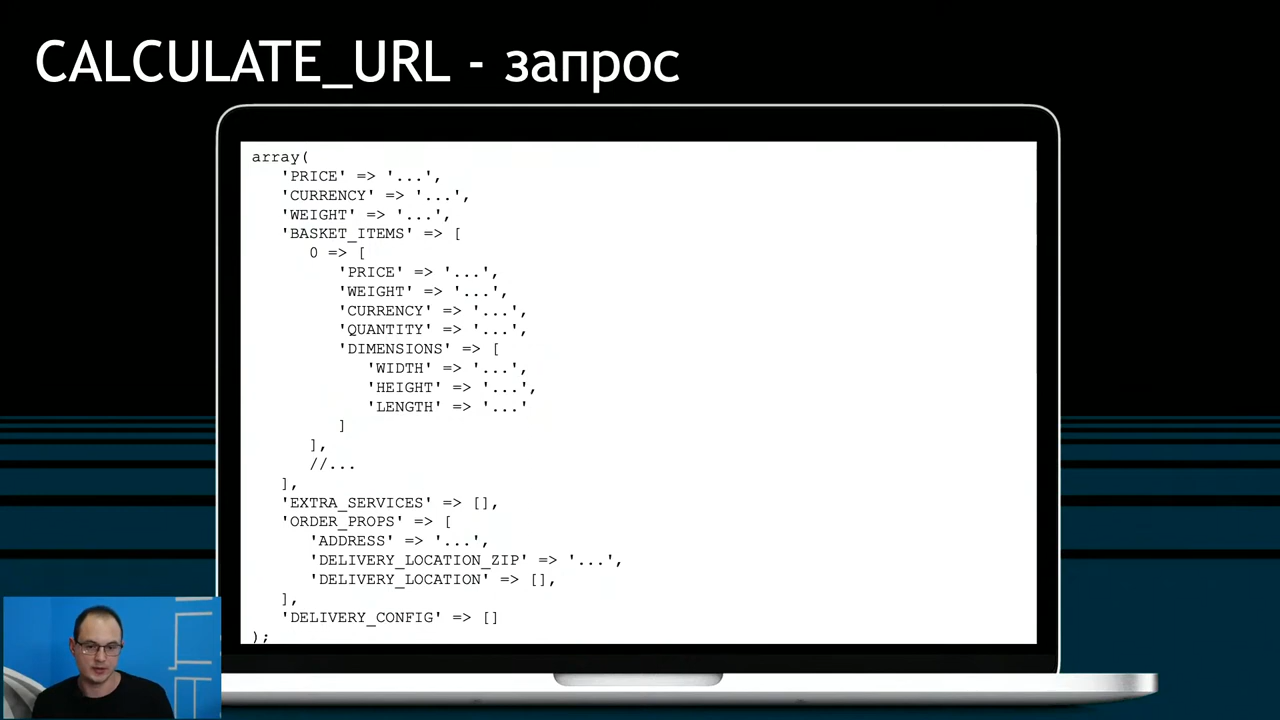 CALCULATE_URL - запрос
array(
'PRICE' => '...',
'CURRENCY' => '...',
'WEIGHT' => '...',
'BASKET_ITEMS' => [
0 => [
'PRICE' => '...',
'WEIGHT' => '...',
'CURRENCY' => '...',
'QUANTITY' => '...',
'DIMENSIONS' => [
'WIDTH' => '...',
'HEIGHT' => '...',
'LENGTH' => '...'
]
],
//...
],
'EXTRA_SERVICES' => [],
'ORDER_PROPS' => [
'ADDRESS' => '...',
'DELIVERY_LOCATION_ZIP' => '...',
'DELIVERY_LOCATION' => [],
],
'DELIVERY_CONFIG' => []
);